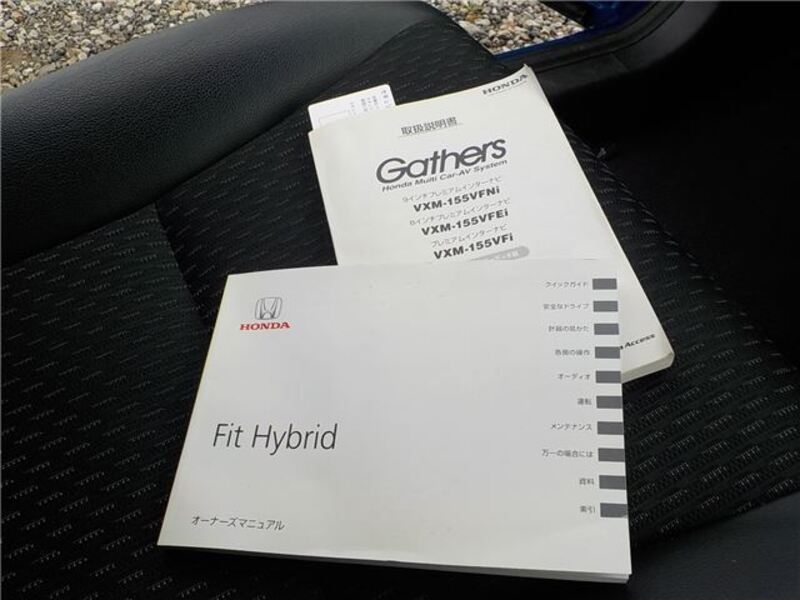 HONDA
取扱説明書
Gathers
Honda Multi Car-AV System
9インチプレミアムインターナビ
VXM-155VFNi
8インチプレミアムインターナビ
VXM-155VFEi
プレミアムインターナビ
VXM-155VFi
Access
HONDA
Fit Hybrid
オーナーズマニュアル
クイックガイド
安全なドライブ
計器の見かた
各部の操作
オーディオ
運転
メンテナンス
万一の場合には
資料
索引